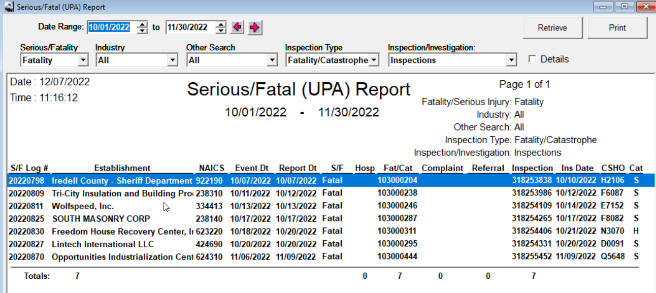 Serious/Fatal (UPA) Report
Date Range: 10/01/2022 to 11/30/2022 Retrieve Print
Serious/Fatality Industry Other Search Inspection Type Inspection/Investigation:
Fatality All All Fatality/Catastrophe Inspections Details
Date : 12/07/2022 Page 1 of 1
Time : 11:16:12 Serious/Fatal (UPA) Report
10/01/2022 - 11/30/2022
Fatality/Serious Injury: Fatality
Industry: All
Other Search: All
Inspection Type: Fatality/Catastrophe
Inspection/Investigation: Inspections
S/F Log # Establishment NAICS Event Dt Report Dt S/F Hosp Fat/Cat Complaint Referral Inspection Ins Date CSHO Cat
20220798 Iredell County - Sheriff Department 922190 10/07/2022 10/07/2022 Fatal 103000204 318253838 10/10/2022 H2106 S
20220809 Tri-City Insulation and Building Pro 238310 10/11/2022 10/12/2022 Fatal 103000238 318253986 10/12/2022 F6087 S
20220811 Wolfspeed, Inc. 334413 10/13/2022 10/13/2022 Fatal 103000246 318254109 10/14/2022 E7152 S
20220825 SOUTH MASONRY CORP 238140 10/17/2022 10/17/2022 Fatal 103000287 318254265 10/17/2022 F8082 S
20220830 Freedom House Recovery Center, I 623220 10/18/2022 10/20/2022 Fatal 103000311 318254406 10/21/2022 N3070 H
20220827 Lintech International LLC 424690 10/20/2022 10/20/2022 Fatal 103000295 318254331 10/20/2022 D0091 S
20220870 Opportunities Industrialization Cent 624310 11/06/2022 11/09/2022 Fatal 103000444 318255452 11/09/2022 Q5648 S
Totals: 7 0 7 0 0 7